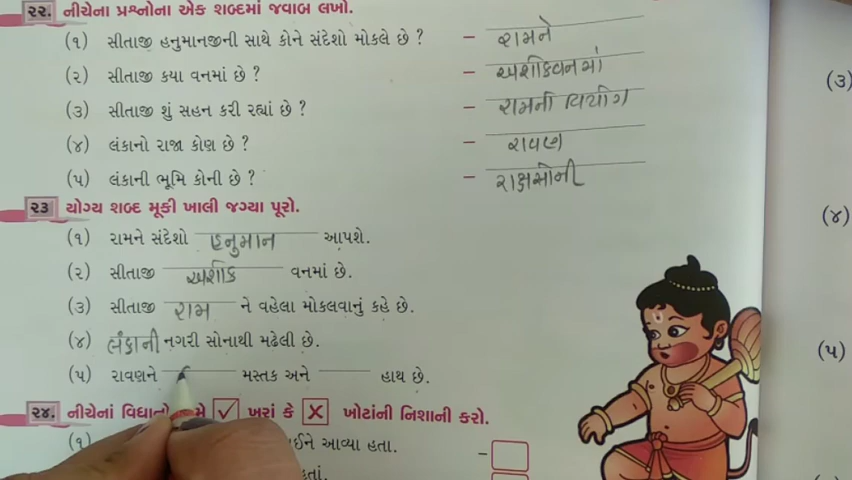 ૨૨. નીચેના પ્રશ્નોના એક શબ્દમાં જવાબ લખો.
(૧) સીતાજી હનુમાનજીની સાથે કોને સંદેશો મોકલે છે ? – રામને
(૨) સીતાજી કયા વનમાં છે ? – અશોકવનમાં
(૩) સીતાજી શું સહન કરી રહ્યાં છે ? – રામની વિયોગ
(૪) લંકાનો રાજા કોણ છે ? – રાવણ
(૫) લંકાની ભૂમિ કોની છે ? – રાક્ષસોની
૨૩ યોગ્ય શબ્દ મૂકી ખાલી જગ્યા પૂરો.
(૧) રામને સંદેશો હનુમાન આપશે.
(૨) સીતાજી અશોક વનમાં છે.
(૩) સીતાજી રામ ને વહેલા મોકલવાનું કહે છે.
(૪) લંકાની નગરી સોનાથી મઢેલી છે.
(૫) રાવણને મસ્તક અને હાથ છે.
૨૪. નીચેનાં વિધાનો મે ✓ ખરાં કે ✗ ખોટાંની નિશાની કરો.
(૧ ઈને આવ્યા હતા. –
(૩)
(૪)
(૫)